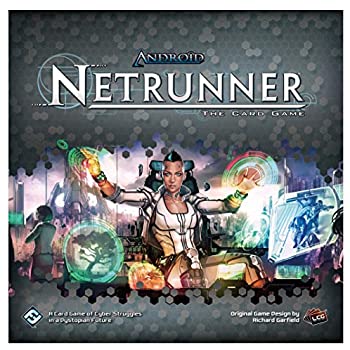 ANDROID
NETRUNNER
THE CARD GAME
A Card Game of Cyber Struggles
in a Dystopian Future
Original Game Design by
Richard Garfield
LCG